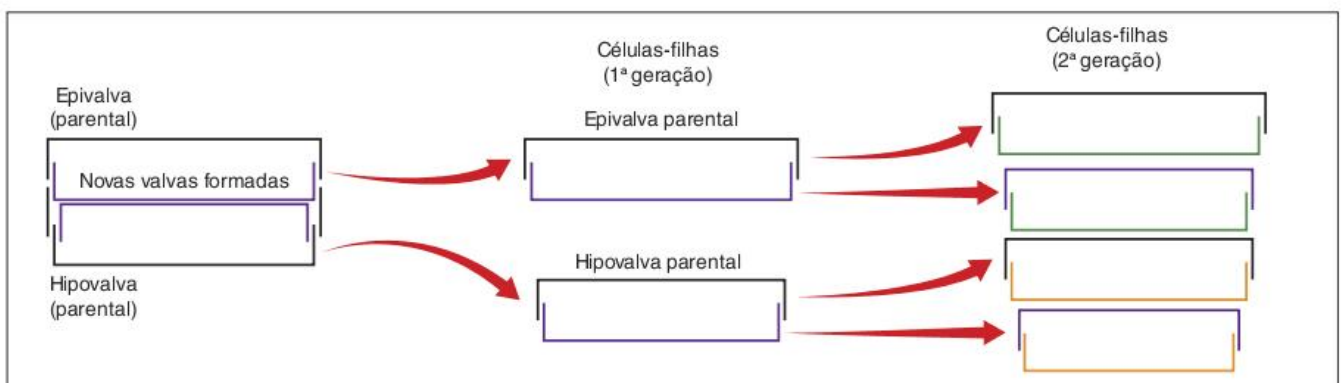 Epivalva
(parental)
Novas valvas formadas
Hipovalva
(parental)
Células-filhas
(1ª geração)
Epivalva parental
Hipovalva parental
Células-filhas
(2ª geração)